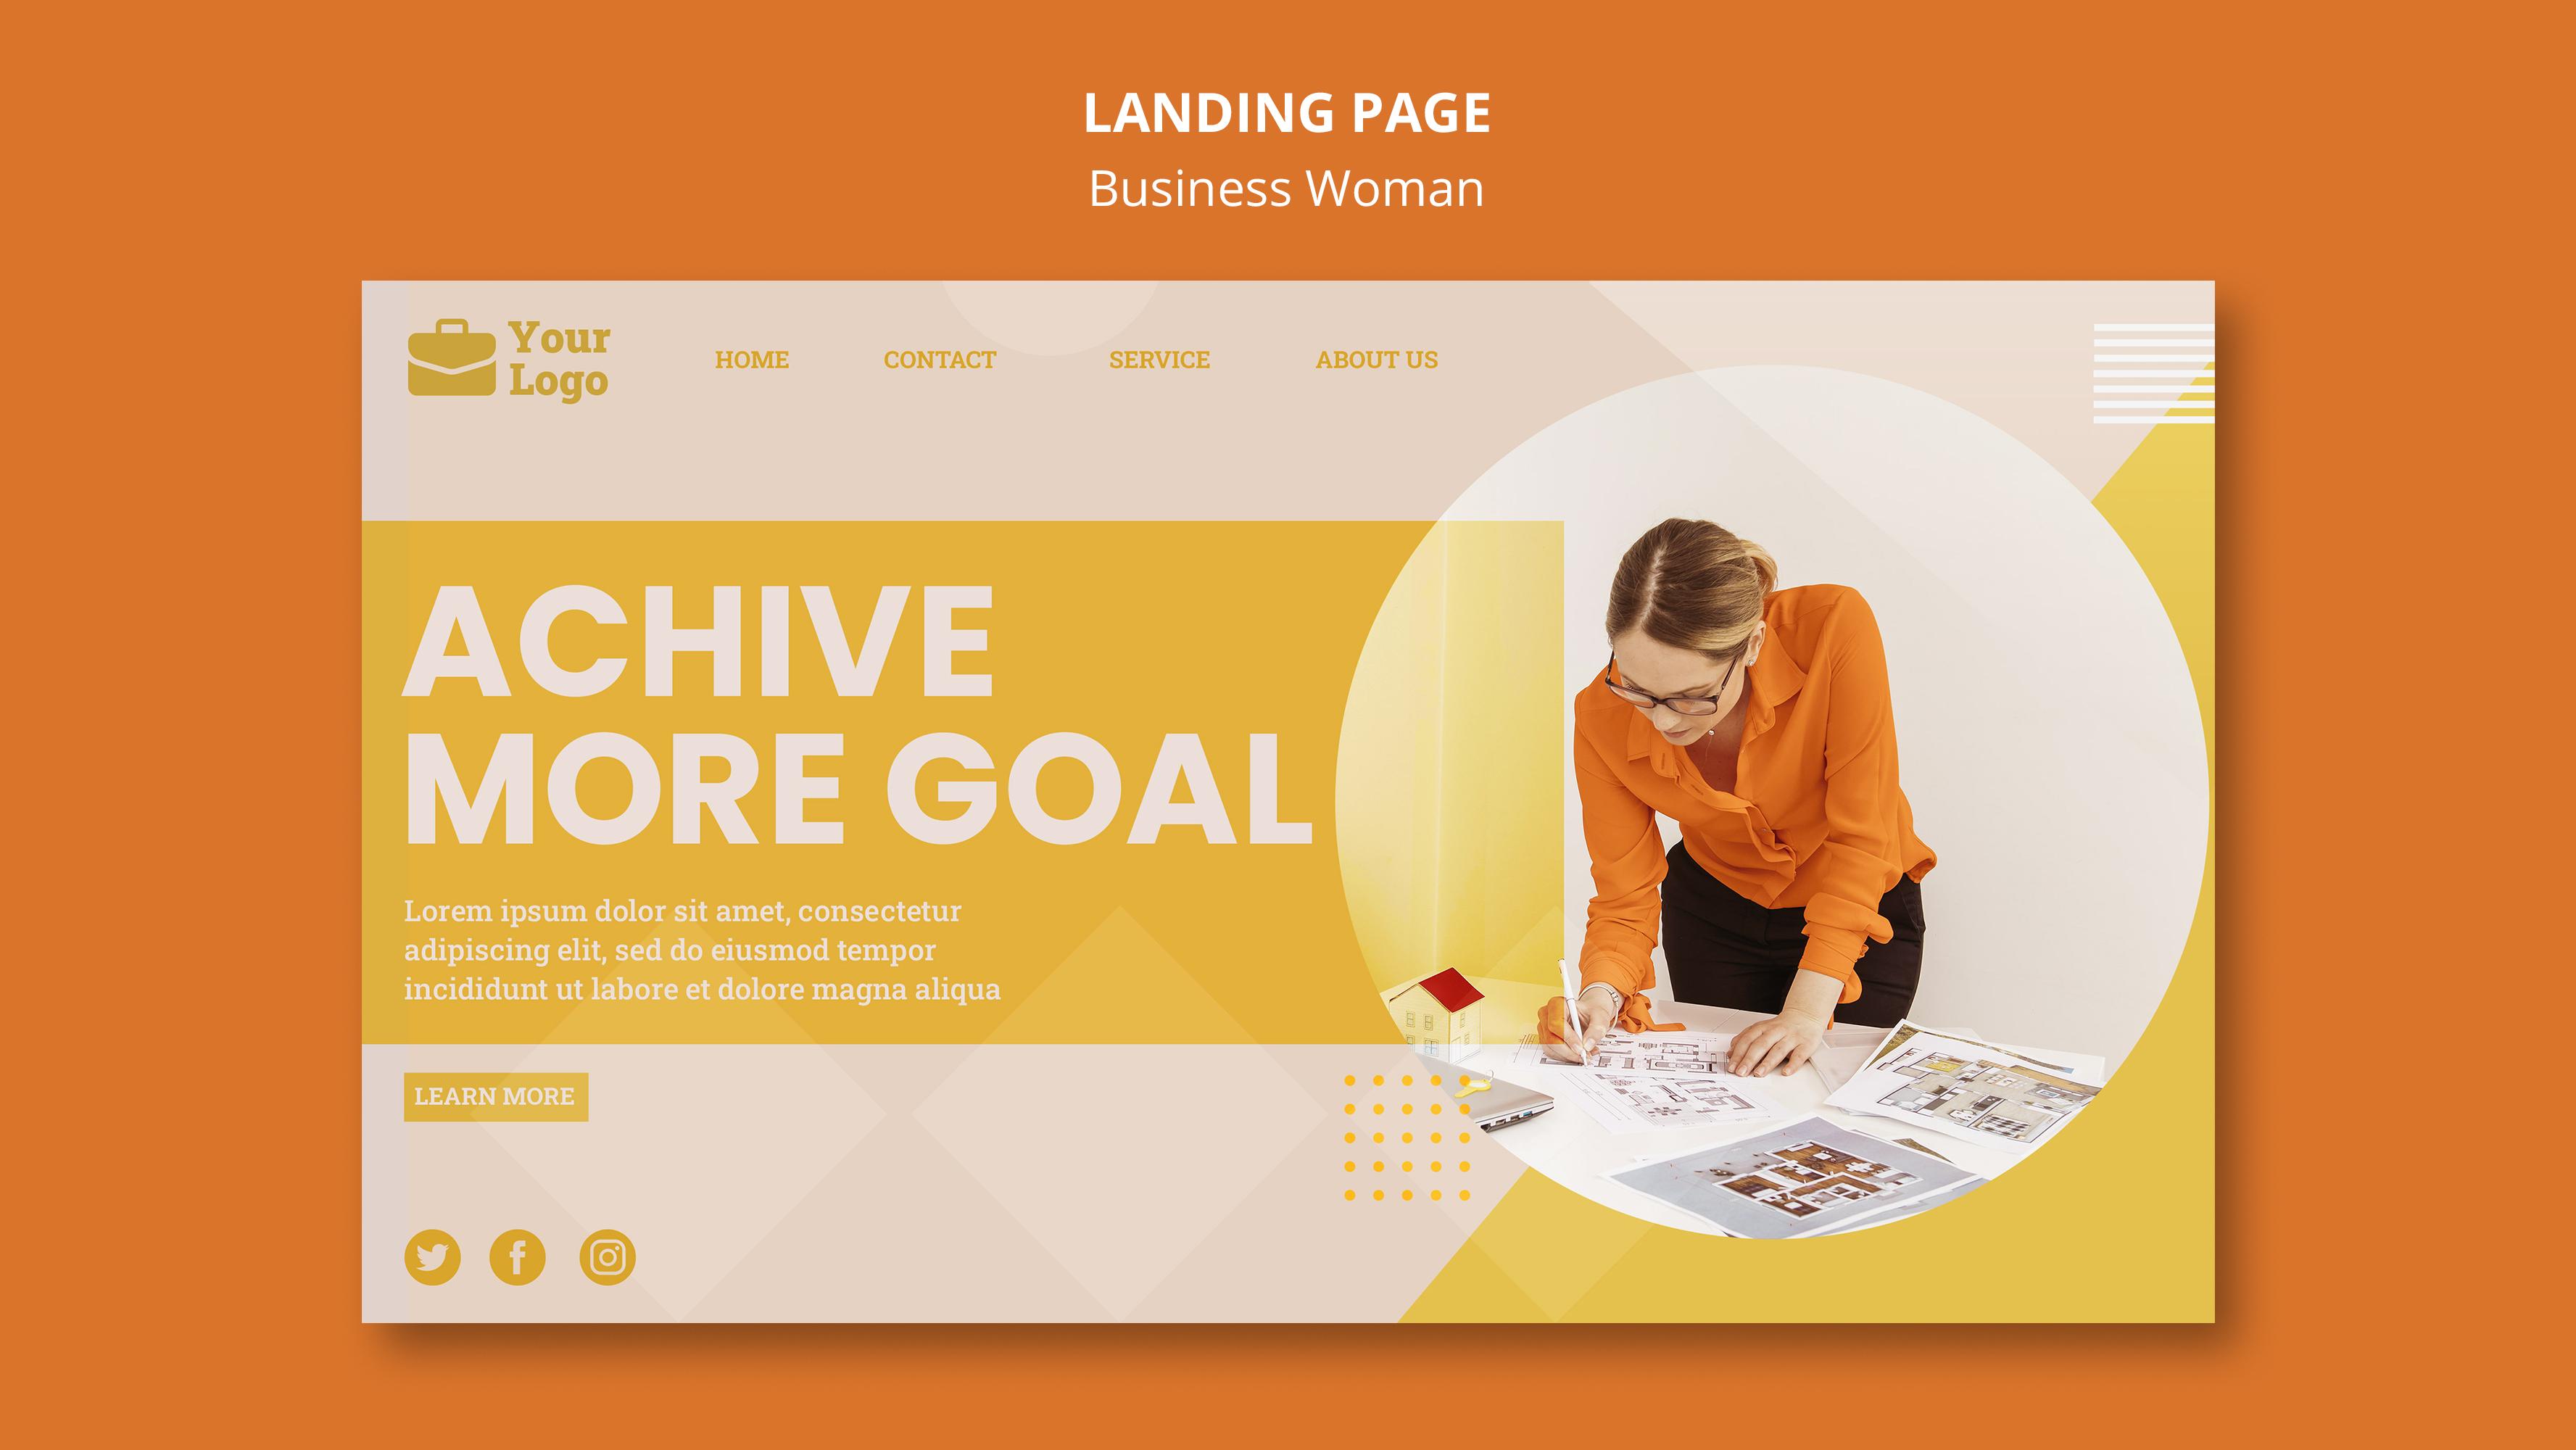 LANDING PAGE
Business Woman
Your
Logo
HOME CONTACT SERVICE ABOUT US
ACHIVE
MORE GOAL
Lorem ipsum dolor sit amet, consectetur
adipiscing elit, sed do eiusmod tempor
incididunt ut labore et dolore magna aliqua
LEARN MORE